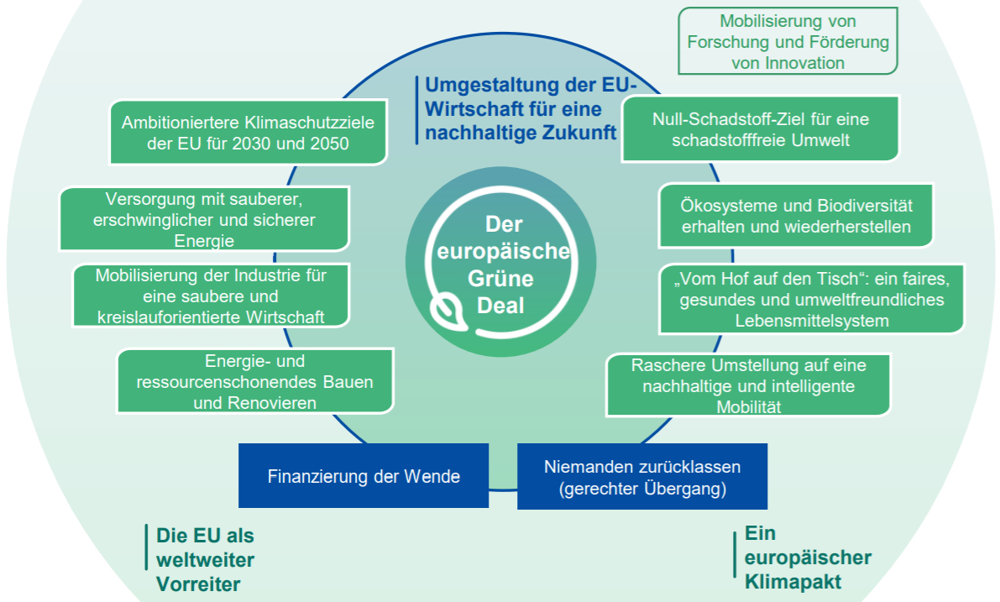 Mobilisierung von
Forschung und Förderung
von Innovation
Umgestaltung der EU-
Wirtschaft für eine
nachhaltige Zukunft
Ambitioniertere Klimaschutzziele
der EU für 2030 und 2050
Null-Schadstoff-Ziel für eine
schadstofffreie Umwelt
Versorgung mit sauberer,
erschwinglicher und sicherer
Energie
Ökosysteme und Biodiversität
erhalten und wiederherstellen
Der
europäische
Grüne
Deal
Mobilisierung der Industrie für
eine saubere und
kreislauforientierte Wirtschaft
„Vom Hof auf den Tisch“: ein faires,
gesundes und umweltfreundliches
Lebensmittelsystem
Energie- und
ressourcenschonendes Bauen
und Renovieren
Raschere Umstellung auf eine
nachhaltige und intelligente
Mobilität
Finanzierung der Wende
Niemanden zurücklassen
(gerechter Übergang)
Die EU als
weltweiter
Vorreiter
Ein
europäischer
Klimapakt